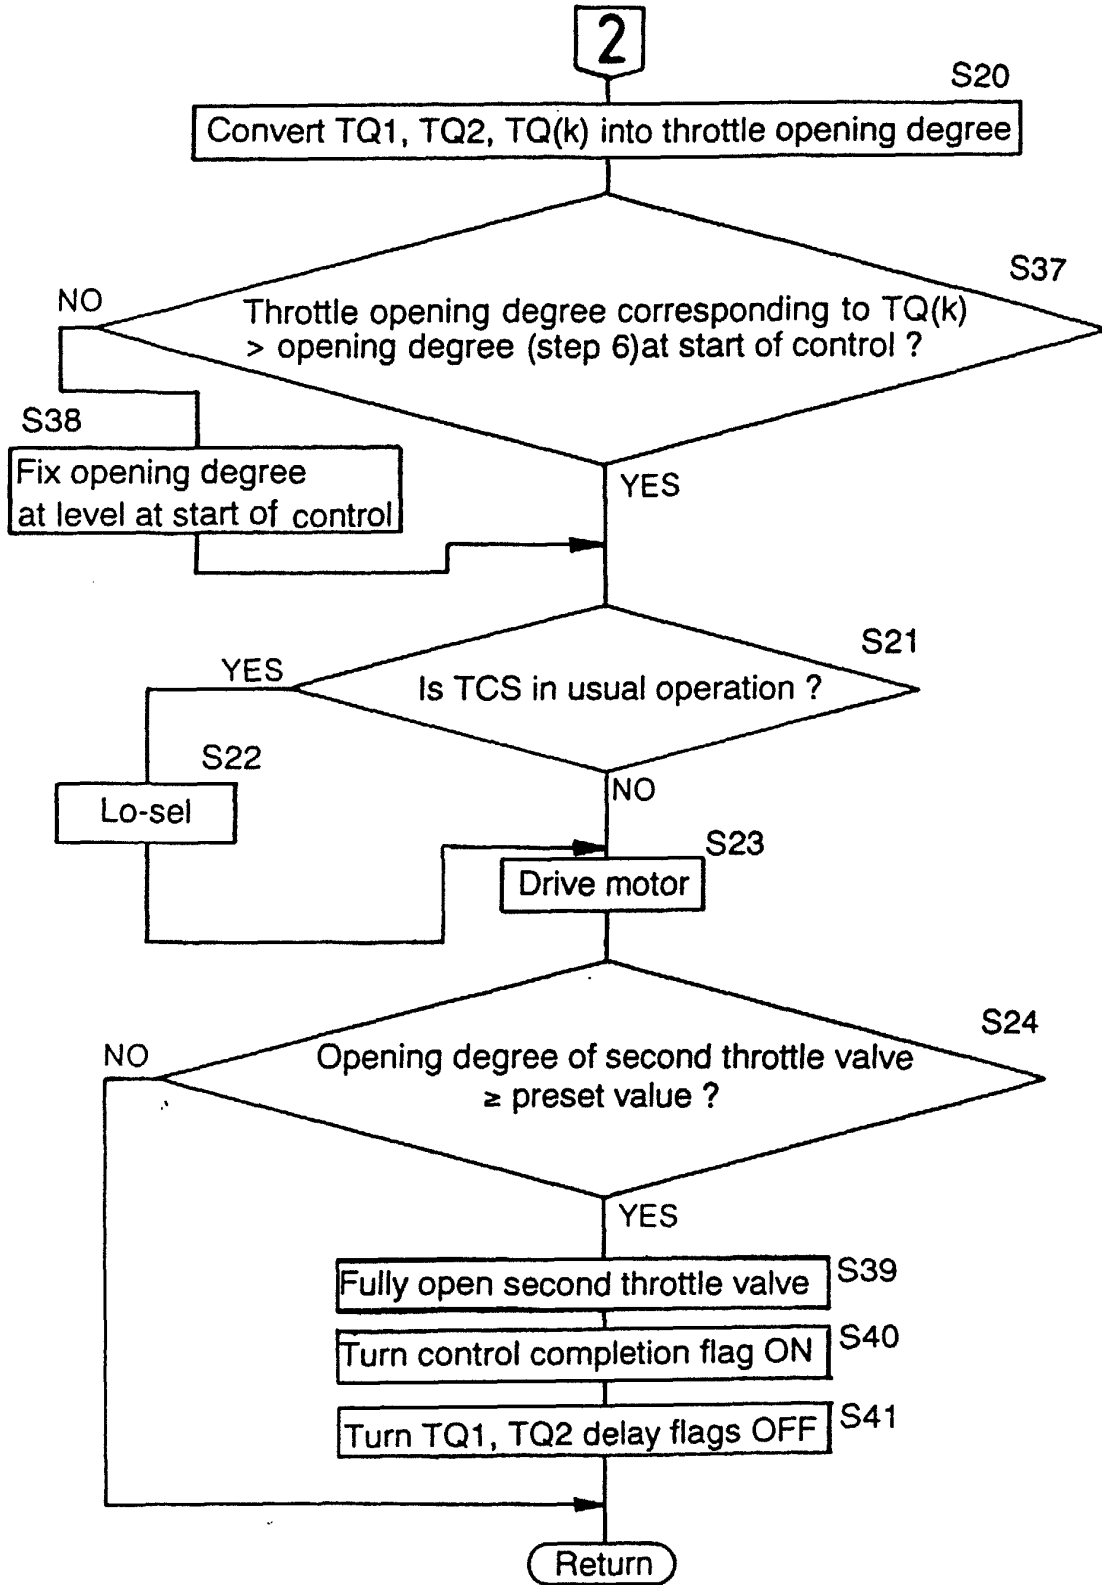 2
S20
Convert TQ1, TQ2, TQ(k) into throttle opening degree
S37
NO
Throttle opening degree corresponding to TQ(k)
> opening degree (step 6)at start of control ?
S38
Fix opening degree
at level at start of control
YES
S21
YES
Is TCS in usual operation ?
S22
Lo-sel
NO
S23
Drive motor
S24
NO
Opening degree of second throttle valve
≥ preset value ?
YES
Fully open second throttle valve
S39
Turn control completion flag ON
S40
Turn TQ1, TQ2 delay flags OFF
S41
Return